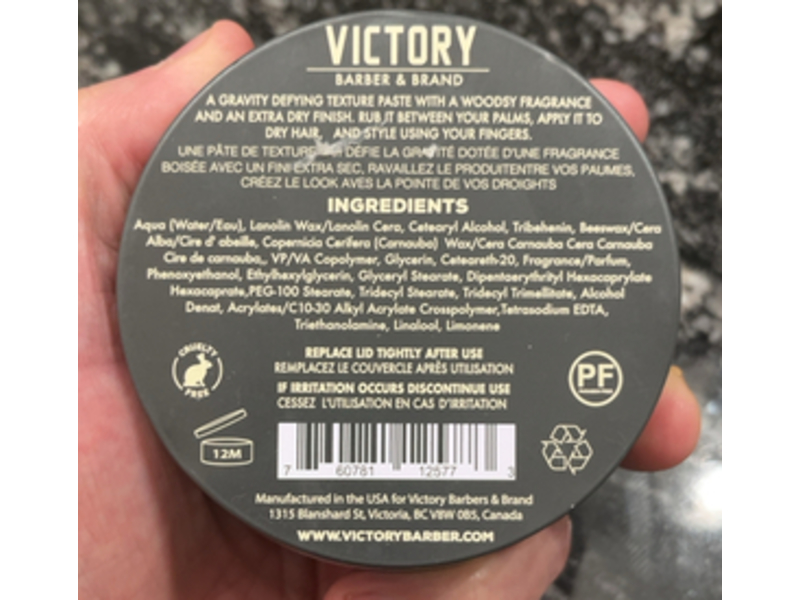 VICTORY
BARBER & BRAND
A GRAVITY DEFYING TEXTURE PASTE WITH A WOODSY FRAGRANCE
AND AN EXTRA DRY FINISH. RUB IT BETWEEN YOUR PALMS, APPLY IT TO
DRY HAIR, AND STYLE USING YOUR FINGERS.
UNE PÂTE DE TEXTURE DÉFIE LA GRAVITÉ DOTÉE D'UNE FRAGRANCE
BOISÉE AVEC UN FINI EXTRA SEC. RAVAILLEZ LE PRODUITENTRE VOS PAUMES,
CRÉEZ LE LOOK AVES LA POINTE DE VOS DROIGHTS
INGREDIENTS
Aqua (Water/Eau), Lanolin Wax/Lanolin Cera, Cetearyl Alcohol, Tribehenin, Beeswax/Cera
Alba/Cire d' abeille, Copernicia Cerifera (Carnauba) Wax/Cera Carnauba Cera Carnauba
Cire de carnauba,, VP/VA Copolymer, Glycerin, Ceteareth-20, Fragrance/Parfum,
Phenoxyethanol, Ethylhexylglycerin, Glyceryl Stearate, Dipentaerythrityl Hexacaprylate
Hexacaprate,PEG-100 Stearate, Tridecyl Stearate, Tridecyl Trimellitate, Alcohol
Denat, Acrylates/C10-30 Alkyl Acrylate Crosspolymer,Tetrasodium EDTA,
Triethanolamine, Linalool, Limonene
CRUELTY
FREE
REPLACE LID TIGHTLY AFTER USE
REMPLACEZ LE COUVERCLE APRÈS UTILISATION
IF IRRITATION OCCURS DISCONTINUE USE
CESSEZ L'UTILISATION EN CAS D'IRRITATION
PF
12M
7 60781 12577 3
Manufactured in the USA for Victory Barbers & Brand
1315 Blanshard St, Victoria, BC V8W 0B5, Canada
WWW.VICTORYBARBER.COM